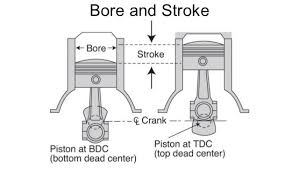 Bore and Stroke
Bore
Stroke
℄ Crank
Piston at BDC
(bottom dead center)
Piston at TDC
(top dead center)